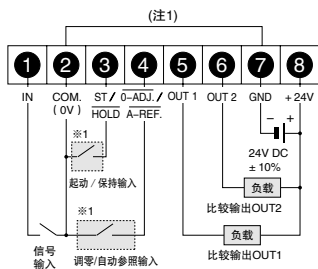 (注1)
1 2 3 4 5 6 7 8
IN COM. ST/ 0-ADJ./ OUT 1 OUT 2 GND +24V
(0V) HOLD A-REF.
− +
※1
24V DC
±10%
起动/保持输入
负载
※1
比较输出OUT2
信号
输入
负载
调零/自动参照输入
比较输出OUT1